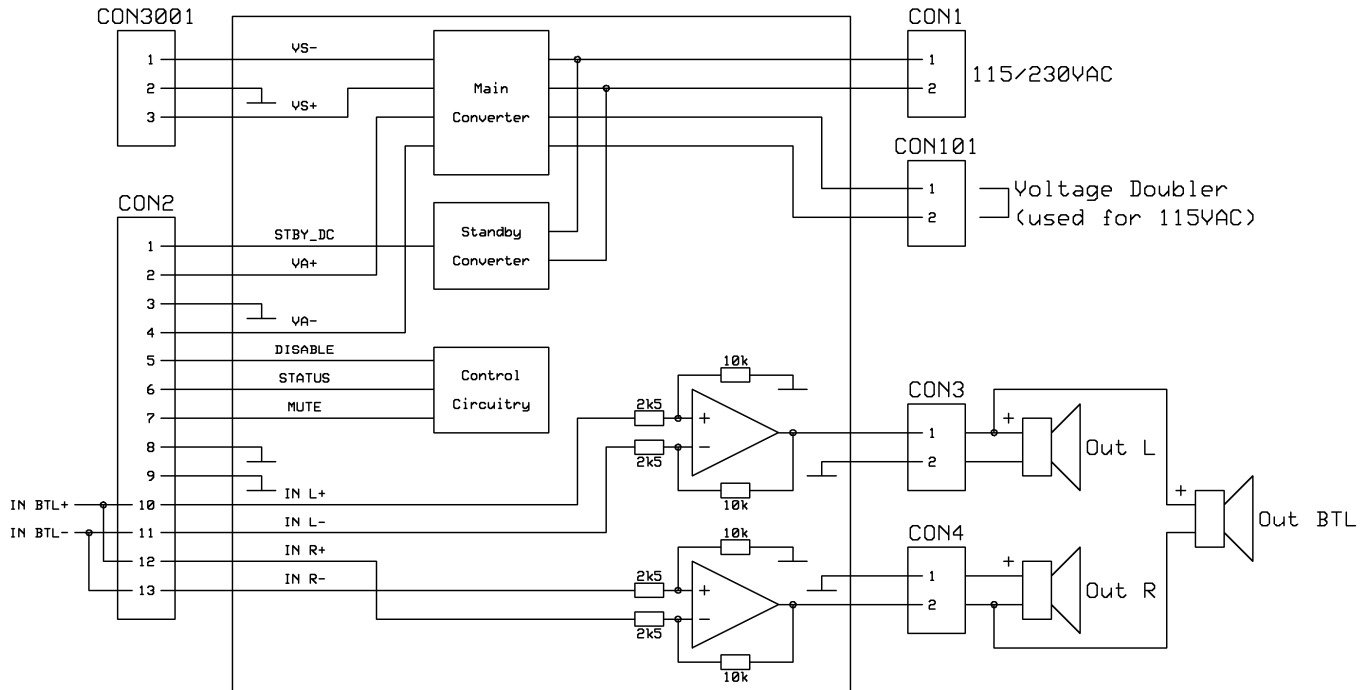 CON3001
1
2
3
VS-
VS+
Main
Converter
CON1
1
2
115/230VAC
CON101
1
2
Voltage Doubler
(used for 115VAC)
CON2
1
2
3
4
5
6
7
8
9
10
11
12
13
STBY_DC
VA+
VA-
Standby
Converter
DISABLE
STATUS
MUTE
Control
Circuitry
IN BTL+
IN BTL-
IN L+
IN L-
IN R+
IN R-
10k
2k5
+
-
2k5
10k
10k
2k5
+
-
2k5
10k
CON3
1
2
+
Out L
CON4
1
2
+
Out R
+
Out BTL